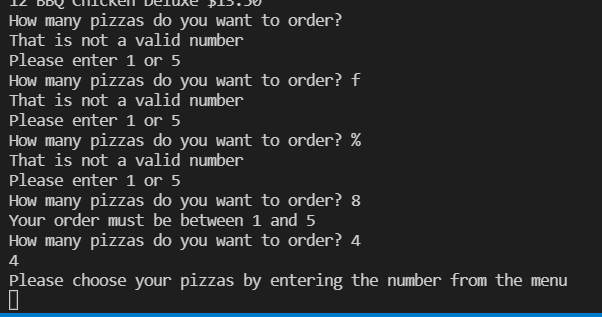 12 BBQ Chicken Deluxe $13.50
How many pizzas do you want to order?
That is not a valid number
Please enter 1 or 5
How many pizzas do you want to order? f
That is not a valid number
Please enter 1 or 5
How many pizzas do you want to order? %
That is not a valid number
Please enter 1 or 5
How many pizzas do you want to order? 8
Your order must be between 1 and 5
How many pizzas do you want to order? 4
4
Please choose your pizzas by entering the number from the menu